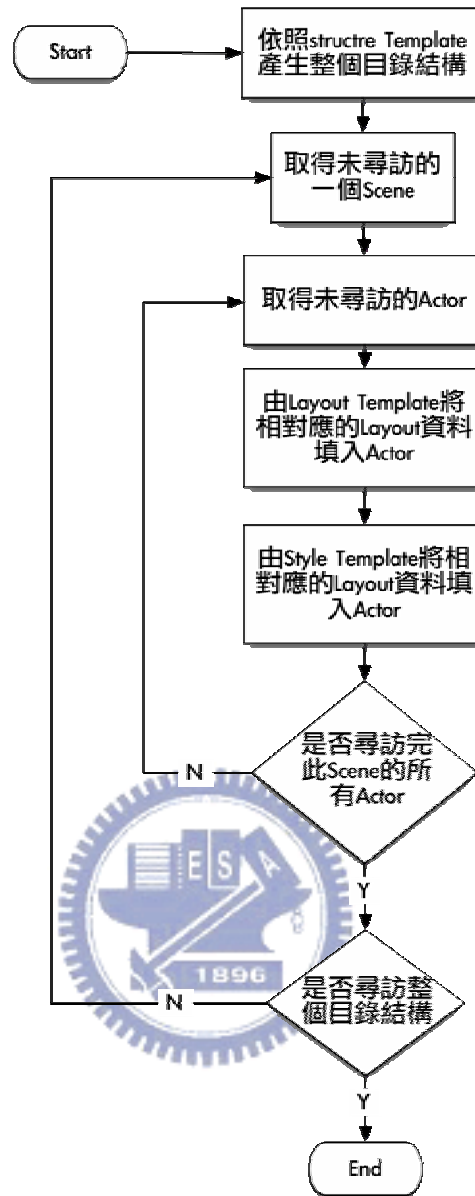 Start
依照structre Template
產生整個目錄結構
取得未尋訪的
一個Scene
取得未尋訪的Actor
由Layout Template將
相對應的Layout資料
填入Actor
由Style Template將相
對應的Layout資料填
入Actor
是否尋訪完
此Scene的所
有Actor
N
Y
E S A
1896
是否尋訪整
個目錄結構
N
Y
End